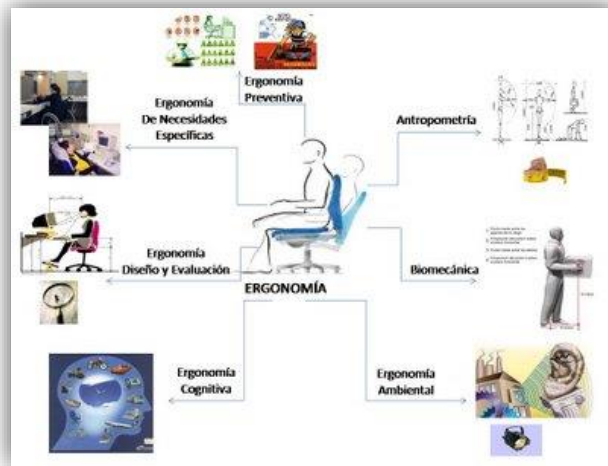 Ergonomía
Preventiva
Ergonomía
De Necesidades
Específicas
Antropometría
Ergonomía
Diseño y Evaluación
ERGONOMÍA
Biomecánica
Ergonomía
Cognitiva
Ergonomía
Ambiental